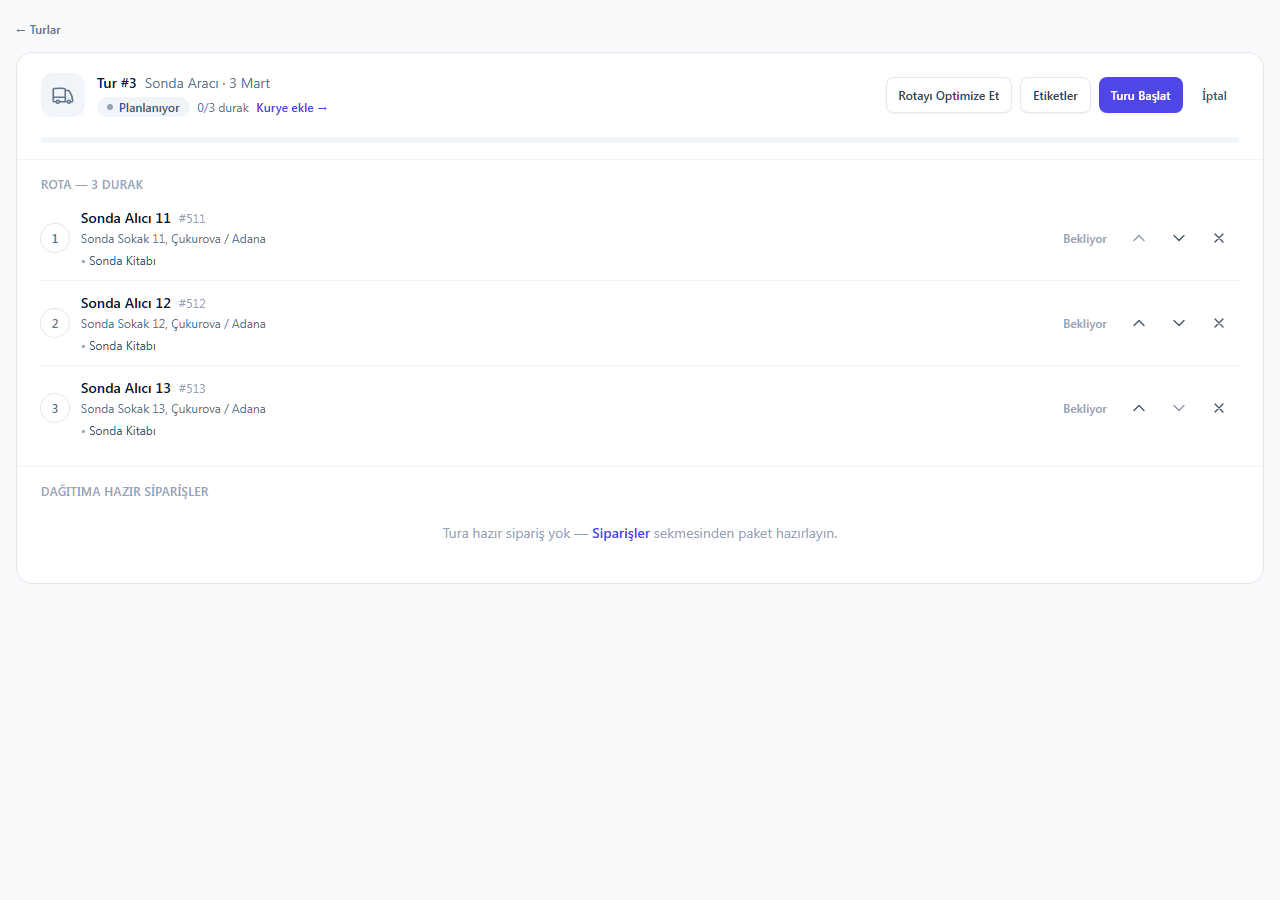 ← Turlar
Tur #3 Sonda Aracı · 3 Mart
Planlanıyor 0/3 durak Kurye ekle →
Rotayı Optimize Et
Etiketler
Turu Başlat
İptal
ROTA — 3 DURAK
1
Sonda Alıcı 11 #511
Sonda Sokak 11, Çukurova / Adana
• Sonda Kitabı
Bekliyor
2
Sonda Alıcı 12 #512
Sonda Sokak 12, Çukurova / Adana
• Sonda Kitabı
Bekliyor
3
Sonda Alıcı 13 #513
Sonda Sokak 13, Çukurova / Adana
• Sonda Kitabı
Bekliyor
DAĞITIMA HAZIR SİPARİŞLER
Tura hazır sipariş yok — Siparişler sekmesinden paket hazırlayın.